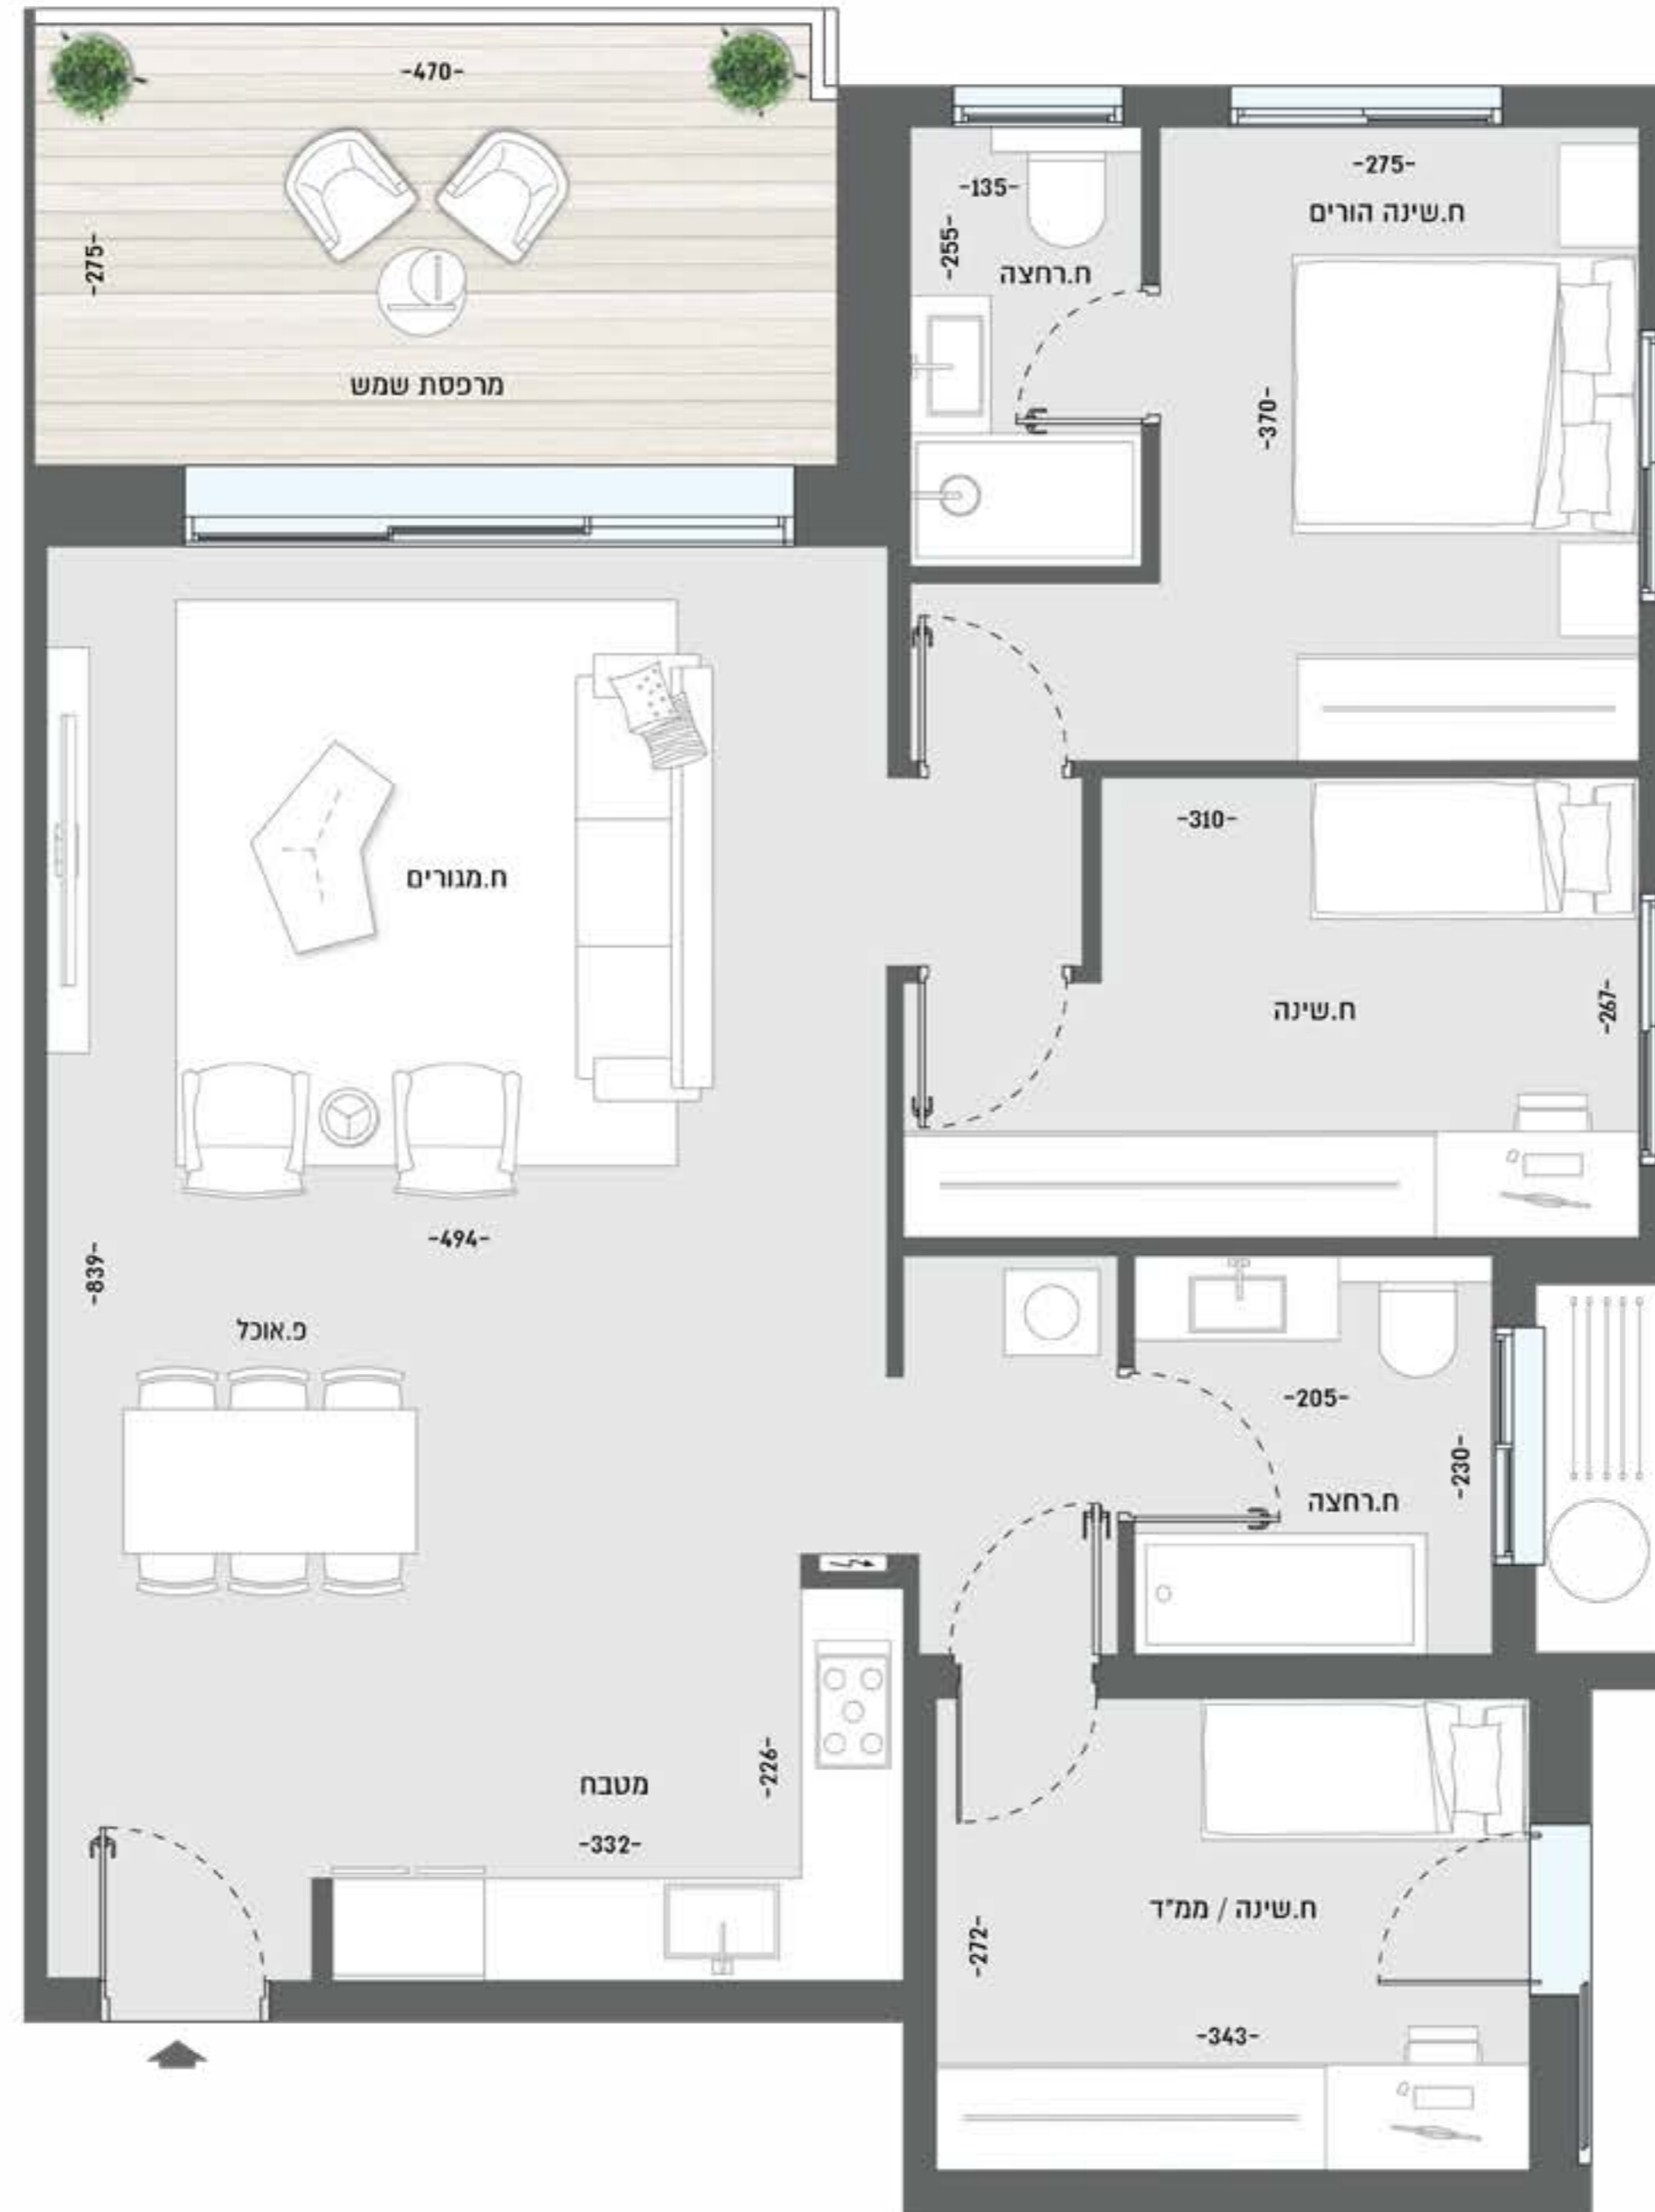 -470-
-275-
מרפסת שמש
-135-
-255-
ח.רחצה
-275-
ח.שינה הורים
-370-
ח.מגורים
-310-
ח.שינה
-267-
-494-
-839-
פ.אוכל
-205-
-230-
ח.רחצה
מטבח
-226-
-332-
ח.שינה / ממ"ד
-272-
-343-